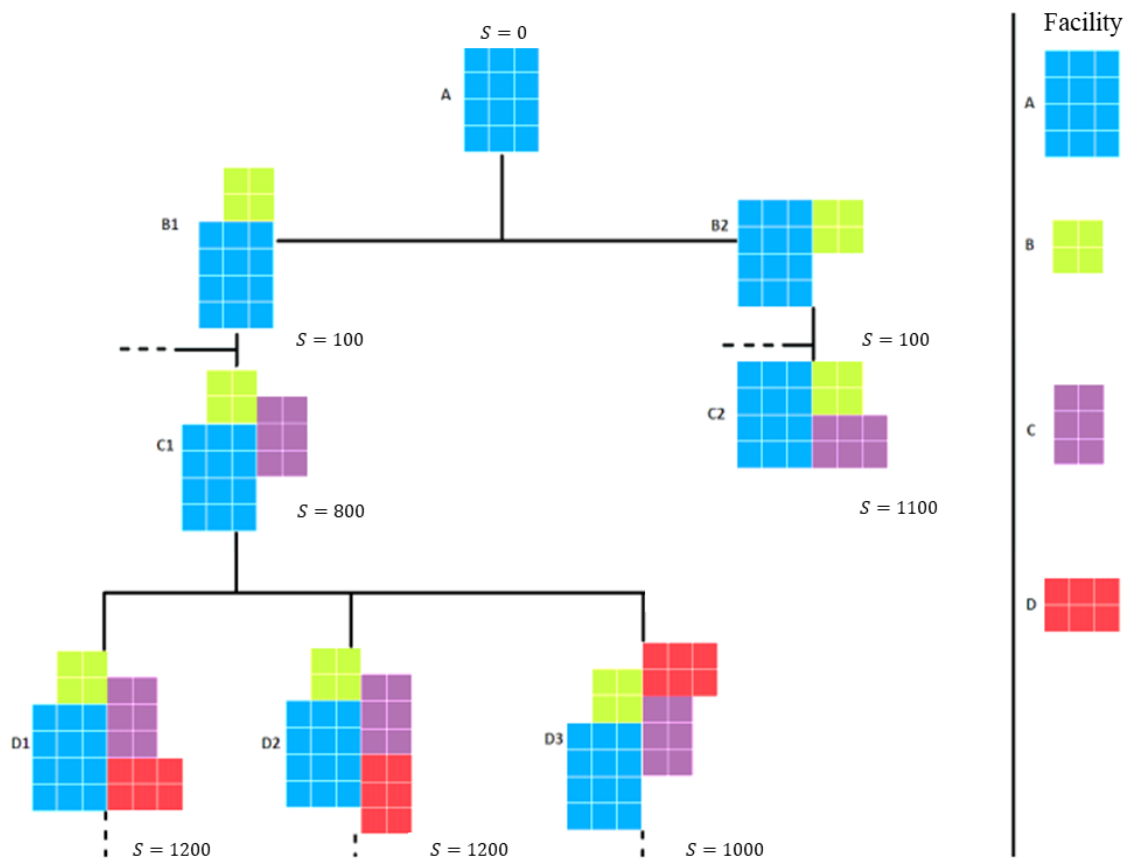 S = 0
Facility
A
A
B1
B2
B
S = 100
S = 100
C1
C2
C
S = 800
S = 1100
D
D1
D2
D3
S = 1200
S = 1200
S = 1000